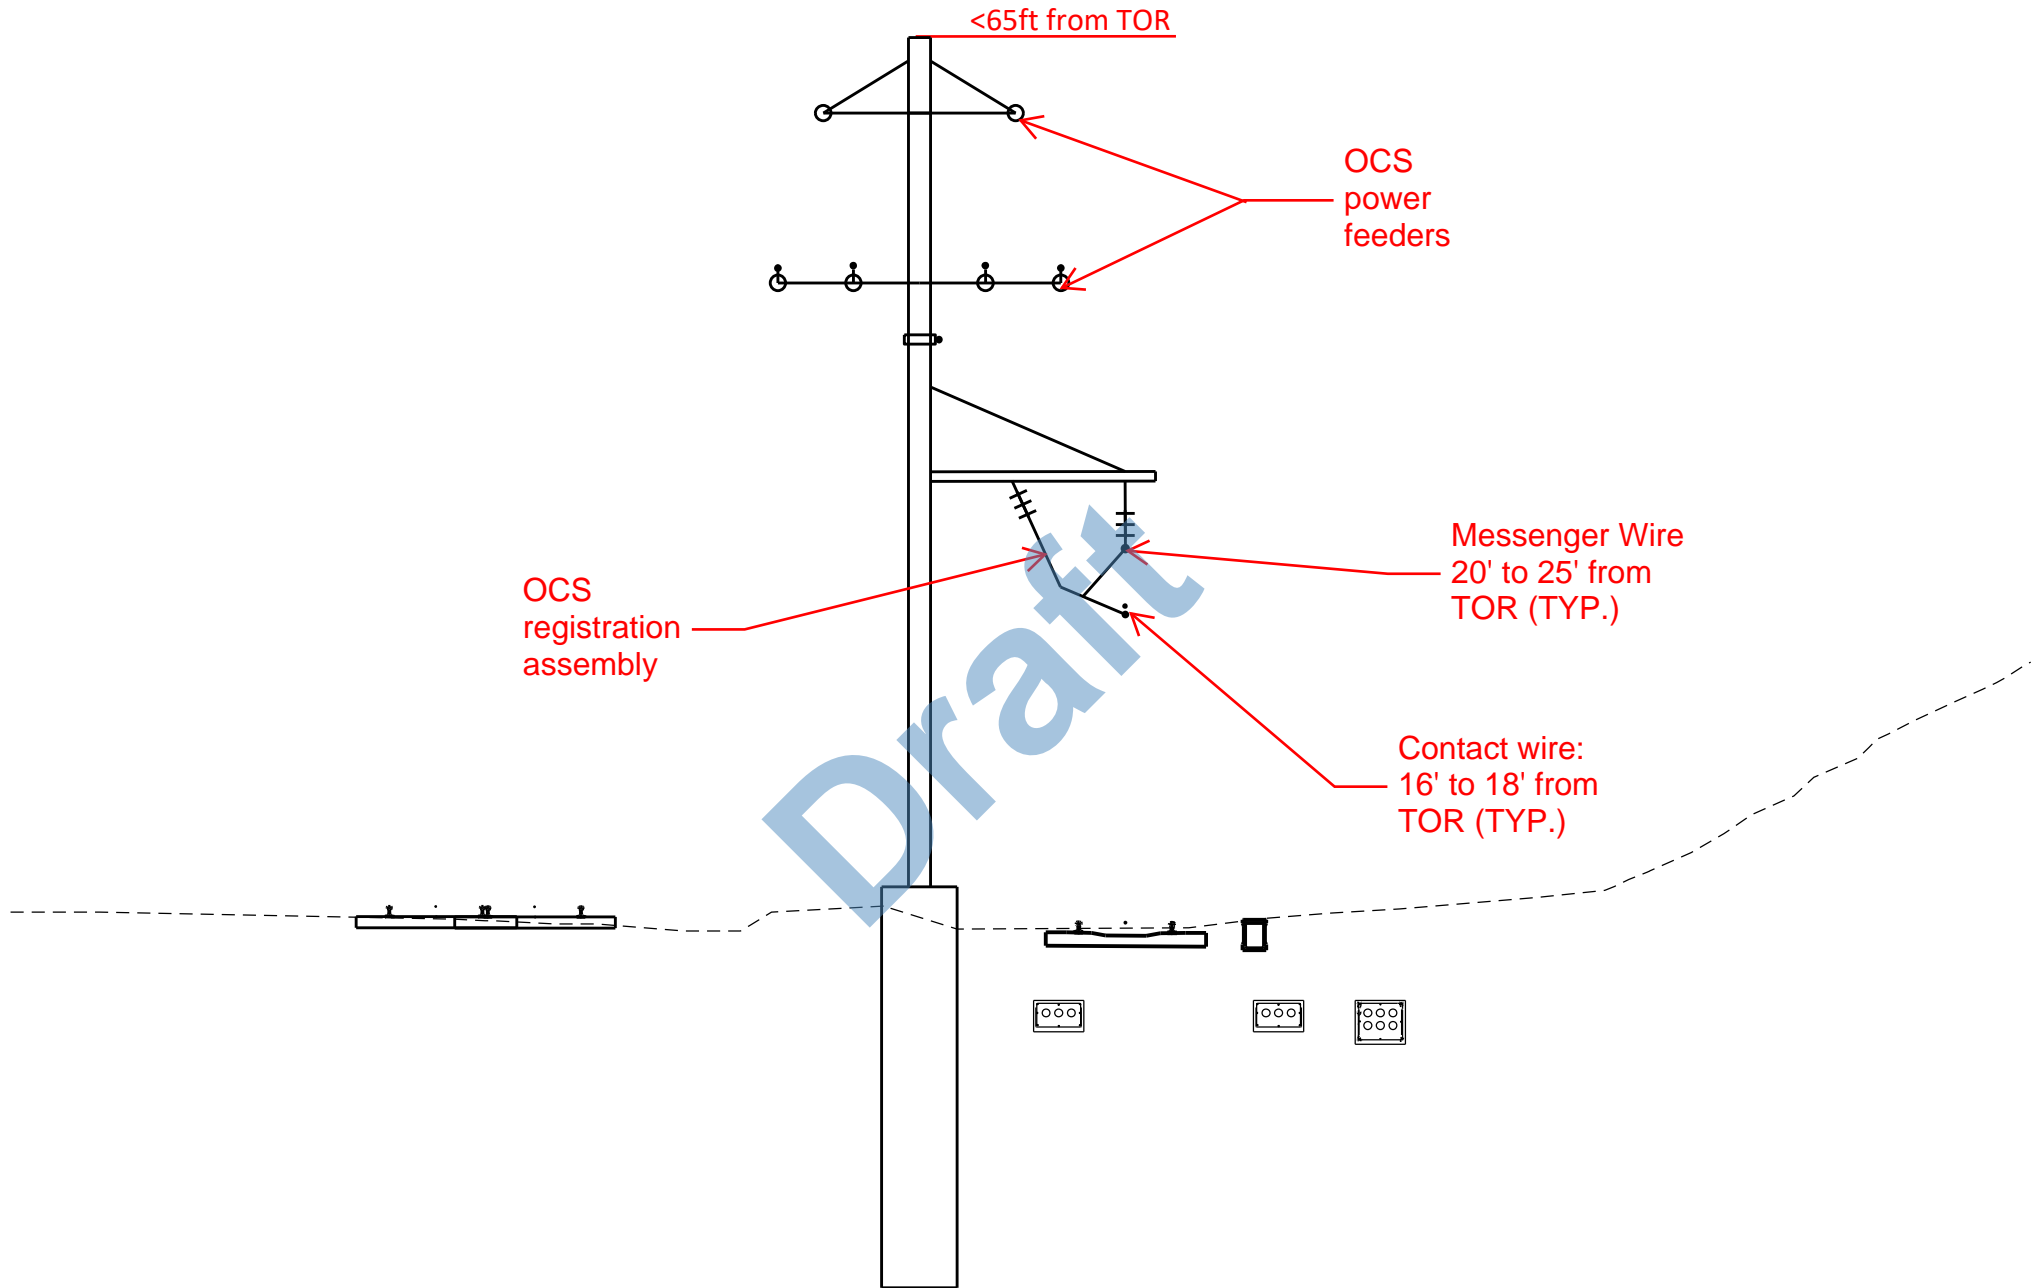 <65ft from TOR
OCS
power
feeders
Messenger Wire
20' to 25' from
TOR (TYP.)
OCS
registration
assembly
Contact wire:
16' to 18' from
TOR (TYP.)
Draft